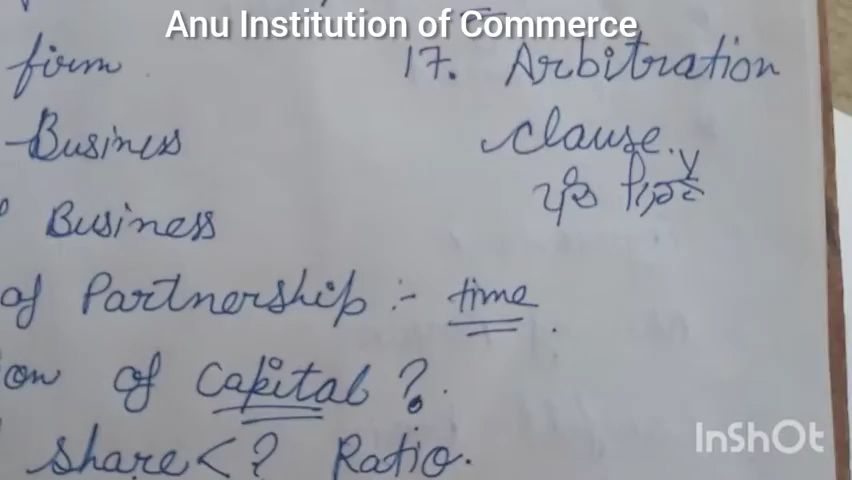 Anu Institution of Commerce
firm 17. Arbitration
Business clause.
Business
of Partnership :- time.
on of Capital ?
share < ? Ratio.
InShOt